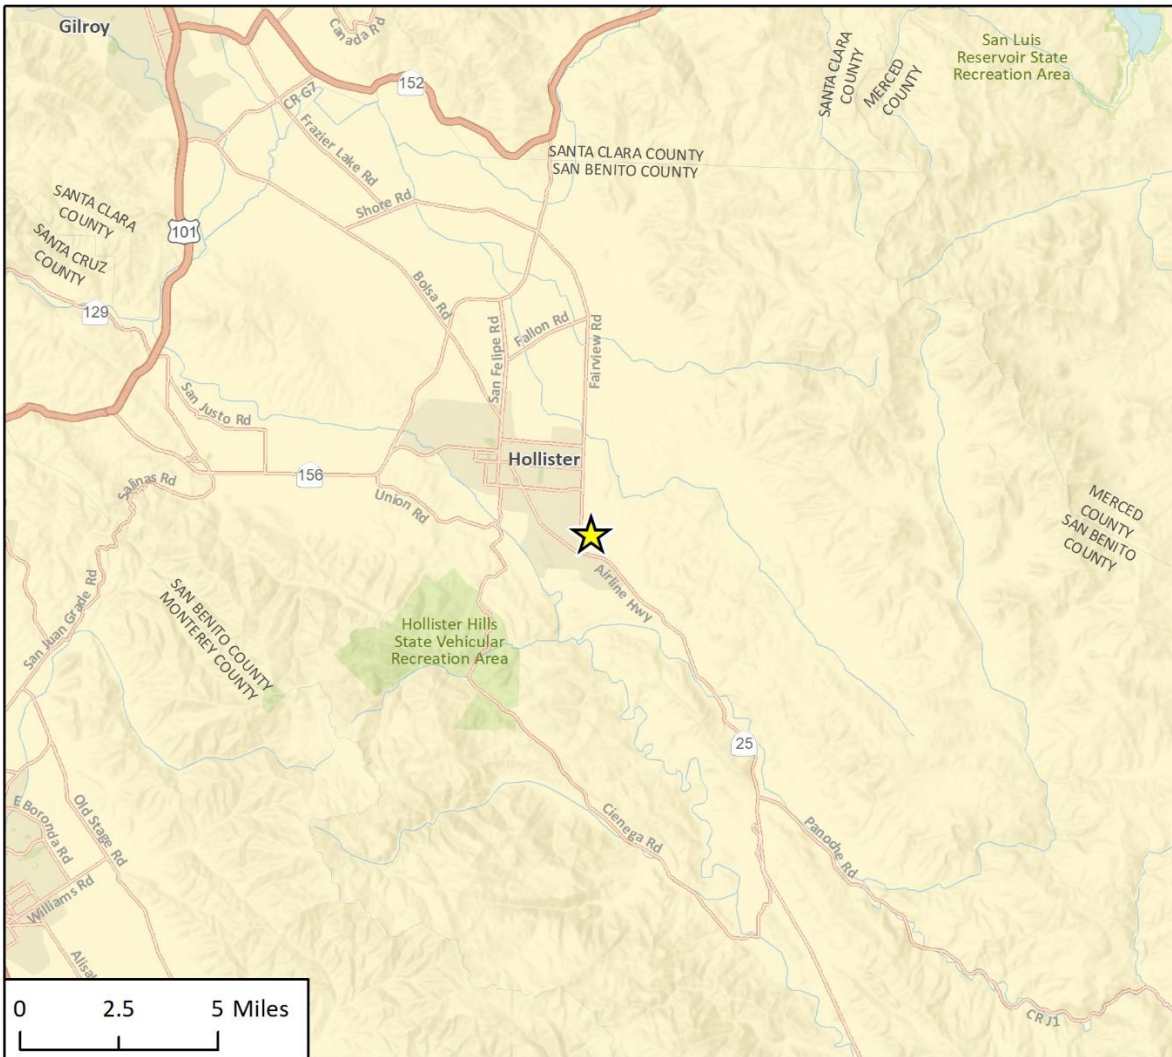 Gilroy
Canada Rd
152
CR G7
Frazier Lake Rd
SANTA CLARA
COUNTY
MERCED
COUNTY
San Luis
Reservoir State
Recreation Area
SANTA CLARA COUNTY
SAN BENITO COUNTY
SANTA CLARA
COUNTY
SANTA CRUZ
COUNTY
101
129
Shore Rd
Bolsa Rd
San Felipe Rd
Fallon Rd
Fairview Rd
San Justo Rd
Hollister
156
Salinas Rd
Union Rd
MERCED
COUNTY
SAN BENITO
COUNTY
Airline Hwy
San Juan Grade Rd
SAN BENITO COUNTY
MONTEREY COUNTY
Hollister Hills
State Vehicular
Recreation Area
25
E Boronda Rd
Old Stage Rd
Williams Rd
Cienega Rd
Panoche Rd
CR J1
0 2.5 5 Miles